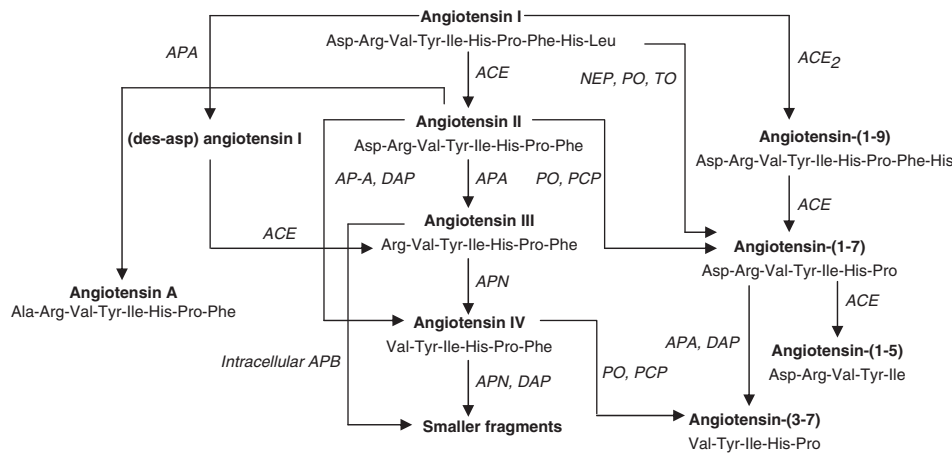 Angiotensin I
Asp-Arg-Val-Tyr-Ile-His-Pro-Phe-His-Leu
APA
ACE
NEP, PO, TO
ACE2
(des-asp) angiotensin I
Angiotensin II
Asp-Arg-Val-Tyr-Ile-His-Pro-Phe
Angiotensin-(1-9)
Asp-Arg-Val-Tyr-Ile-His-Pro-Phe-His
AP-A, DAP
APA
PO, PCP
ACE
ACE
Angiotensin III
Arg-Val-Tyr-Ile-His-Pro-Phe
Angiotensin-(1-7)
Asp-Arg-Val-Tyr-Ile-His-Pro
Angiotensin A
Ala-Arg-Val-Tyr-Ile-His-Pro-Phe
APN
ACE
Angiotensin IV
Val-Tyr-Ile-His-Pro-Phe
APA, DAP
Angiotensin-(1-5)
Asp-Arg-Val-Tyr-Ile
Intracellular APB
APN, DAP
PO, PCP
Smaller fragments
Angiotensin-(3-7)
Val-Tyr-Ile-His-Pro